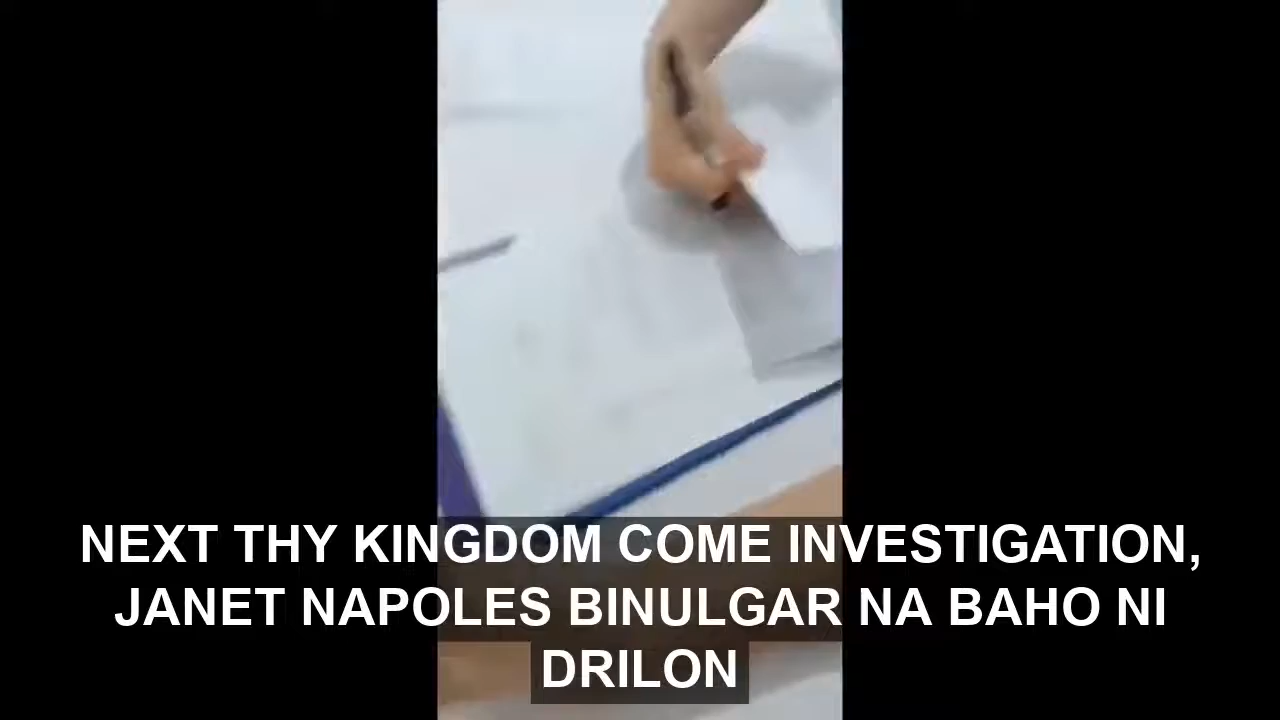 NEXT THY KINGDOM COME INVESTIGATION,
JANET NAPOLES BINULGAR NA BAHO NI
DRILON